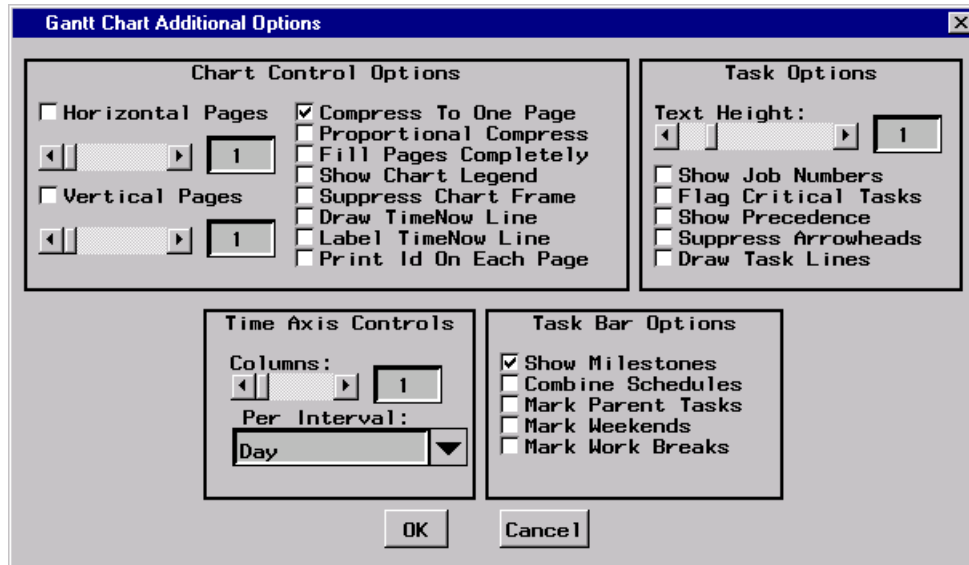 Gantt Chart Additional Options
Chart Control Options
Horizontal Pages
1
Vertical Pages
1
Compress To One Page
Proportional Compress
Fill Pages Completely
Show Chart Legend
Suppress Chart Frame
Draw TimeNow Line
Label TimeNow Line
Print Id On Each Page
Task Options
Text Height:
1
Show Job Numbers
Flag Critical Tasks
Show Precedence
Suppress Arrowheads
Draw Task Lines
Time Axis Controls
Columns:
1
Per Interval:
Day
Task Bar Options
Show Milestones
Combine Schedules
Mark Parent Tasks
Mark Weekends
Mark Work Breaks
OK
Cancel